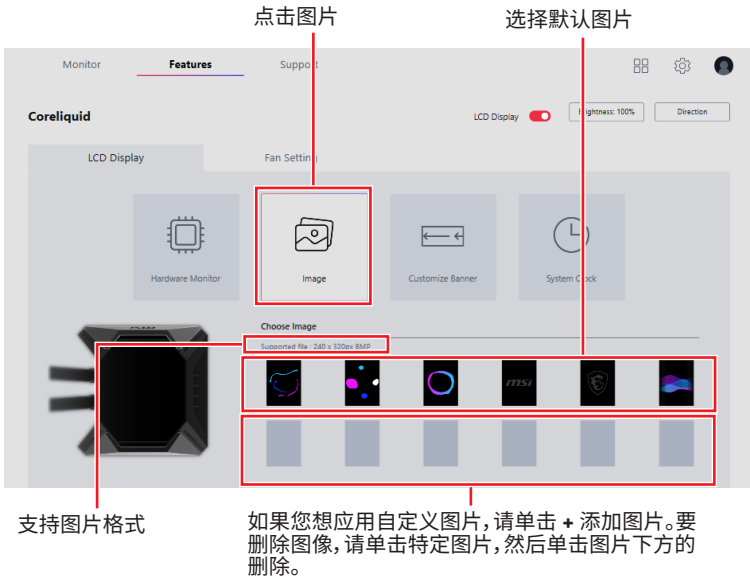 点击图片
选择默认图片
Monitor
Features
Support
Coreliquid
LCD Display
Brightness: 100%
Direction
LCD Display
Fan Setting
Hardware Monitor
Image
Customize Banner
System Clock
Choose Image
Supported file : 240 x 320px BMP
msi
支持图片格式
如果您想应用自定义图片，请单击 + 添加图片。要
删除图像，请单击特定图片，然后单击图片下方的
删除。